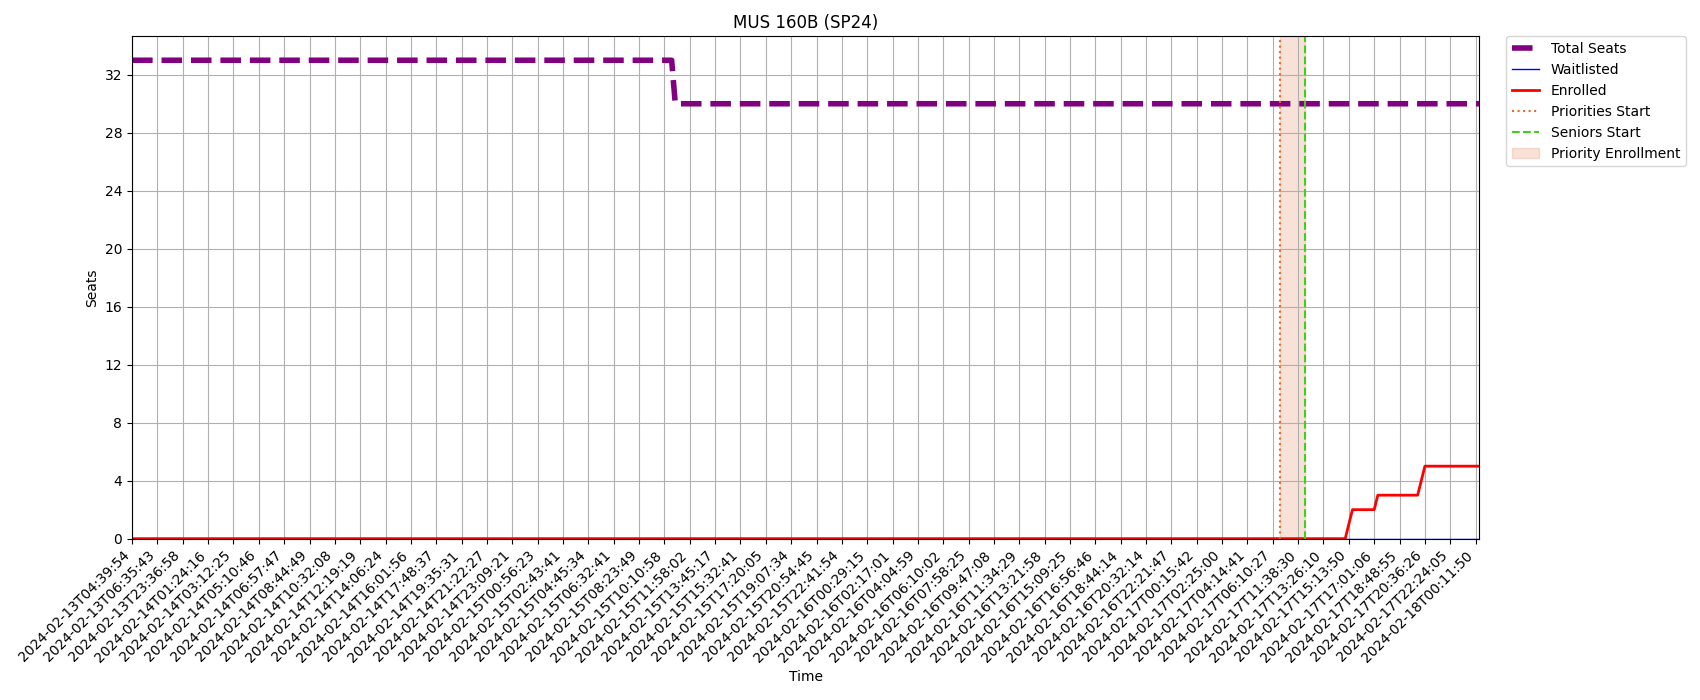 MUS 160B (SP24)
Total Seats
Waitlisted
Enrolled
Priorities Start
Seniors Start
Priority Enrollment
Seats
32
28
24
20
16
12
8
4
0
2024-02-13T04:39:54
2024-02-13T06:35:43
2024-02-13T23:36:58
2024-02-14T01:24:16
2024-02-14T03:12:25
2024-02-14T05:10:46
2024-02-14T06:57:47
2024-02-14T08:44:49
2024-02-14T10:32:08
2024-02-14T12:19:19
2024-02-14T14:06:24
2024-02-14T16:01:56
2024-02-14T17:48:37
2024-02-14T19:35:31
2024-02-14T21:22:27
2024-02-14T23:09:21
2024-02-15T00:56:23
2024-02-15T02:43:41
2024-02-15T04:45:34
2024-02-15T06:32:41
2024-02-15T08:23:49
2024-02-15T10:10:58
2024-02-15T11:58:02
2024-02-15T13:45:17
2024-02-15T15:32:41
2024-02-15T17:20:05
2024-02-15T19:07:34
2024-02-15T20:54:45
2024-02-15T22:41:54
2024-02-16T00:29:15
2024-02-16T02:17:01
2024-02-16T04:04:59
2024-02-16T06:10:02
2024-02-16T07:58:25
2024-02-16T09:47:08
2024-02-16T11:34:29
2024-02-16T13:21:58
2024-02-16T15:09:25
2024-02-16T16:56:46
2024-02-16T18:44:14
2024-02-16T20:32:14
2024-02-16T22:21:47
2024-02-17T00:15:42
2024-02-17T02:25:00
2024-02-17T04:14:41
2024-02-17T06:10:27
2024-02-17T11:38:30
2024-02-17T13:26:10
2024-02-17T15:13:50
2024-02-17T17:01:06
2024-02-17T18:48:55
2024-02-17T20:36:26
2024-02-17T22:24:05
2024-02-18T00:11:50
Time